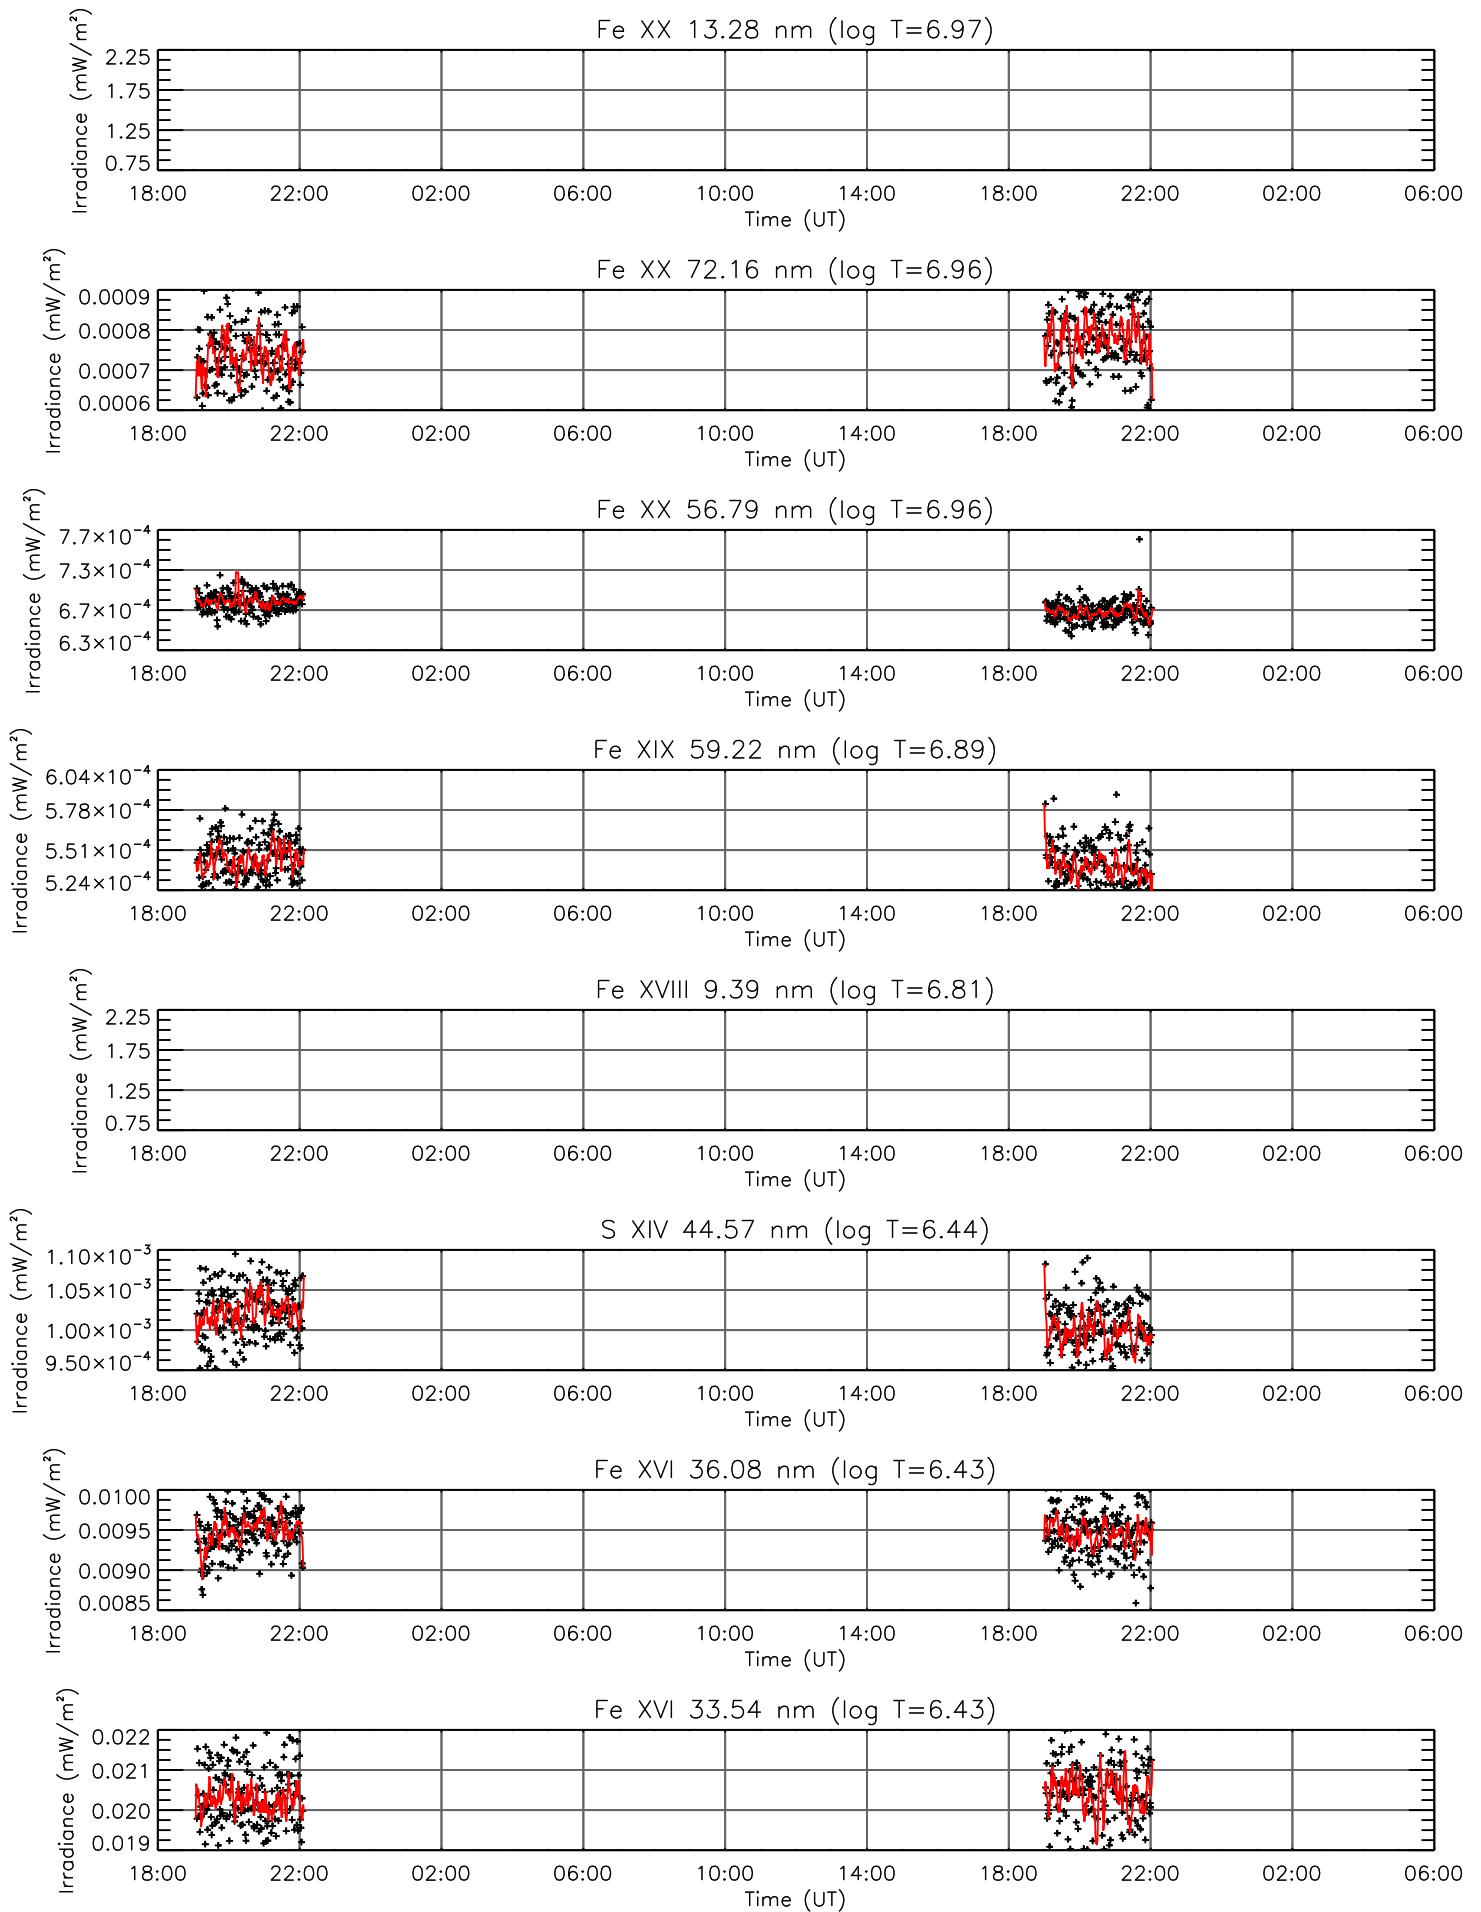 Fe XX 13.28 nm (log T=6.97)
Irradiance (mW/m²)
2.25
1.75
1.25
0.75
18:00 22:00 02:00 06:00 10:00 14:00 18:00 22:00 02:00 06:00
Time (UT)
Fe XX 72.16 nm (log T=6.96)
Irradiance (mW/m²)
0.0009
0.0008
0.0007
0.0006
18:00 22:00 02:00 06:00 10:00 14:00 18:00 22:00 02:00 06:00
Time (UT)
Fe XX 56.79 nm (log T=6.96)
Irradiance (mW/m²)
7.7×10⁻⁴
7.3×10⁻⁴
6.7×10⁻⁴
6.3×10⁻⁴
18:00 22:00 02:00 06:00 10:00 14:00 18:00 22:00 02:00 06:00
Time (UT)
Fe XIX 59.22 nm (log T=6.89)
Irradiance (mW/m²)
6.04×10⁻⁴
5.78×10⁻⁴
5.51×10⁻⁴
5.24×10⁻⁴
18:00 22:00 02:00 06:00 10:00 14:00 18:00 22:00 02:00 06:00
Time (UT)
Fe XVIII 9.39 nm (log T=6.81)
Irradiance (mW/m²)
2.25
1.75
1.25
0.75
18:00 22:00 02:00 06:00 10:00 14:00 18:00 22:00 02:00 06:00
Time (UT)
S XIV 44.57 nm (log T=6.44)
Irradiance (mW/m²)
1.10×10⁻³
1.05×10⁻³
1.00×10⁻³
9.50×10⁻⁴
18:00 22:00 02:00 06:00 10:00 14:00 18:00 22:00 02:00 06:00
Time (UT)
Fe XVI 36.08 nm (log T=6.43)
Irradiance (mW/m²)
0.0100
0.0095
0.0090
0.0085
18:00 22:00 02:00 06:00 10:00 14:00 18:00 22:00 02:00 06:00
Time (UT)
Fe XVI 33.54 nm (log T=6.43)
Irradiance (mW/m²)
0.022
0.021
0.020
0.019
18:00 22:00 02:00 06:00 10:00 14:00 18:00 22:00 02:00 06:00
Time (UT)